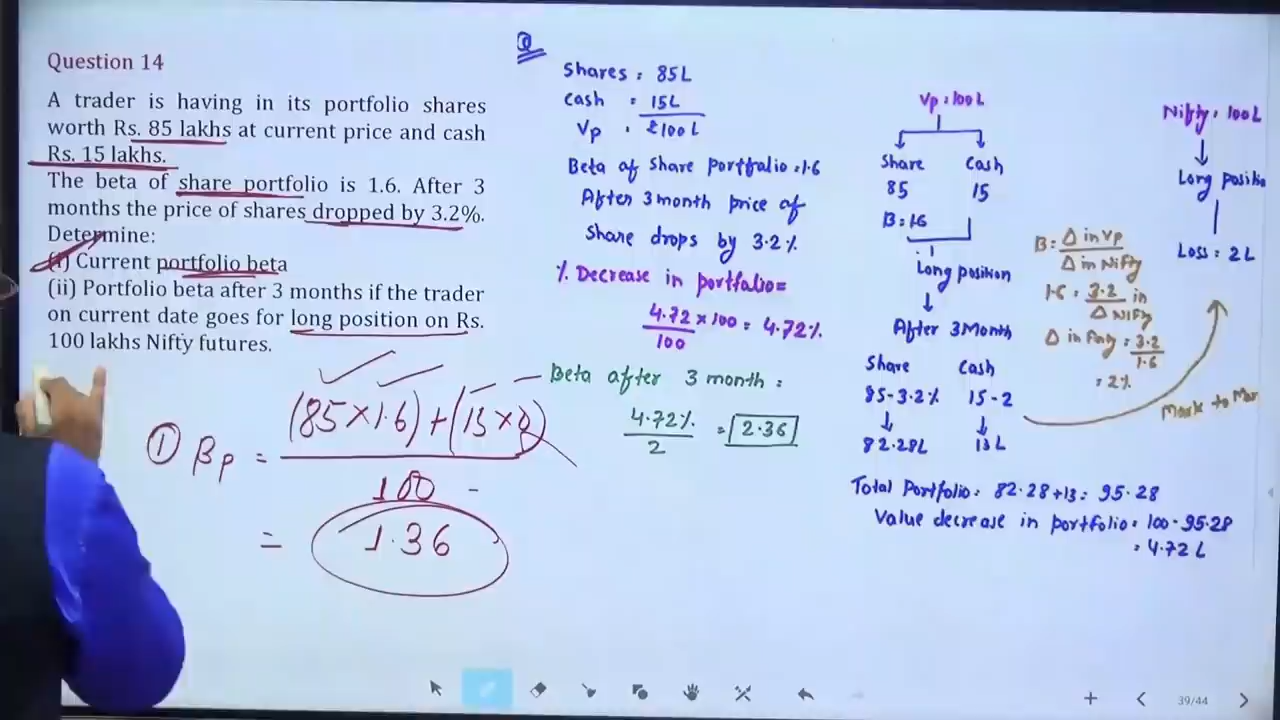 Question 14
A trader is having in its portfolio shares
worth Rs. 85 lakhs at current price and cash
Rs. 15 lakhs.
The beta of share portfolio is 1.6. After 3
months the price of shares dropped by 3.2%.
Determine:
(i) Current portfolio beta
(ii) Portfolio beta after 3 months if the trader
on current date goes for long position on Rs.
100 lakhs Nifty futures.
① βp = (85×1.6)+(15×0)
100
= 1.36
Q
Shares : 85L
Cash : 15L
Vp : ₹100L
Beta of Share portfolio = 1.6
After 3 month price of
Share drops by 3.2%
% Decrease in portfolio =
4.72 × 100 = 4.72%
100
Beta after 3 month :
4.72% = 2.36
2
Vp : 100L
Share Cash
85 15
B : 1.6
Long position
After 3 Month
Share Cash
85-3.2% 15-2
82.28L 13L
Total Portfolio : 82.28+13 = 95.28
Value decrease in portfolio = 100-95.28
= 4.72 L
B = Δ in Vp
Δ in Nifty
1.6 = 3.2 in
Δ Nifty
Δ in : 3.2
1.6
= 2%
Nifty : 100L
Long positio
Loss = 2L
Mark to Mar
39/44